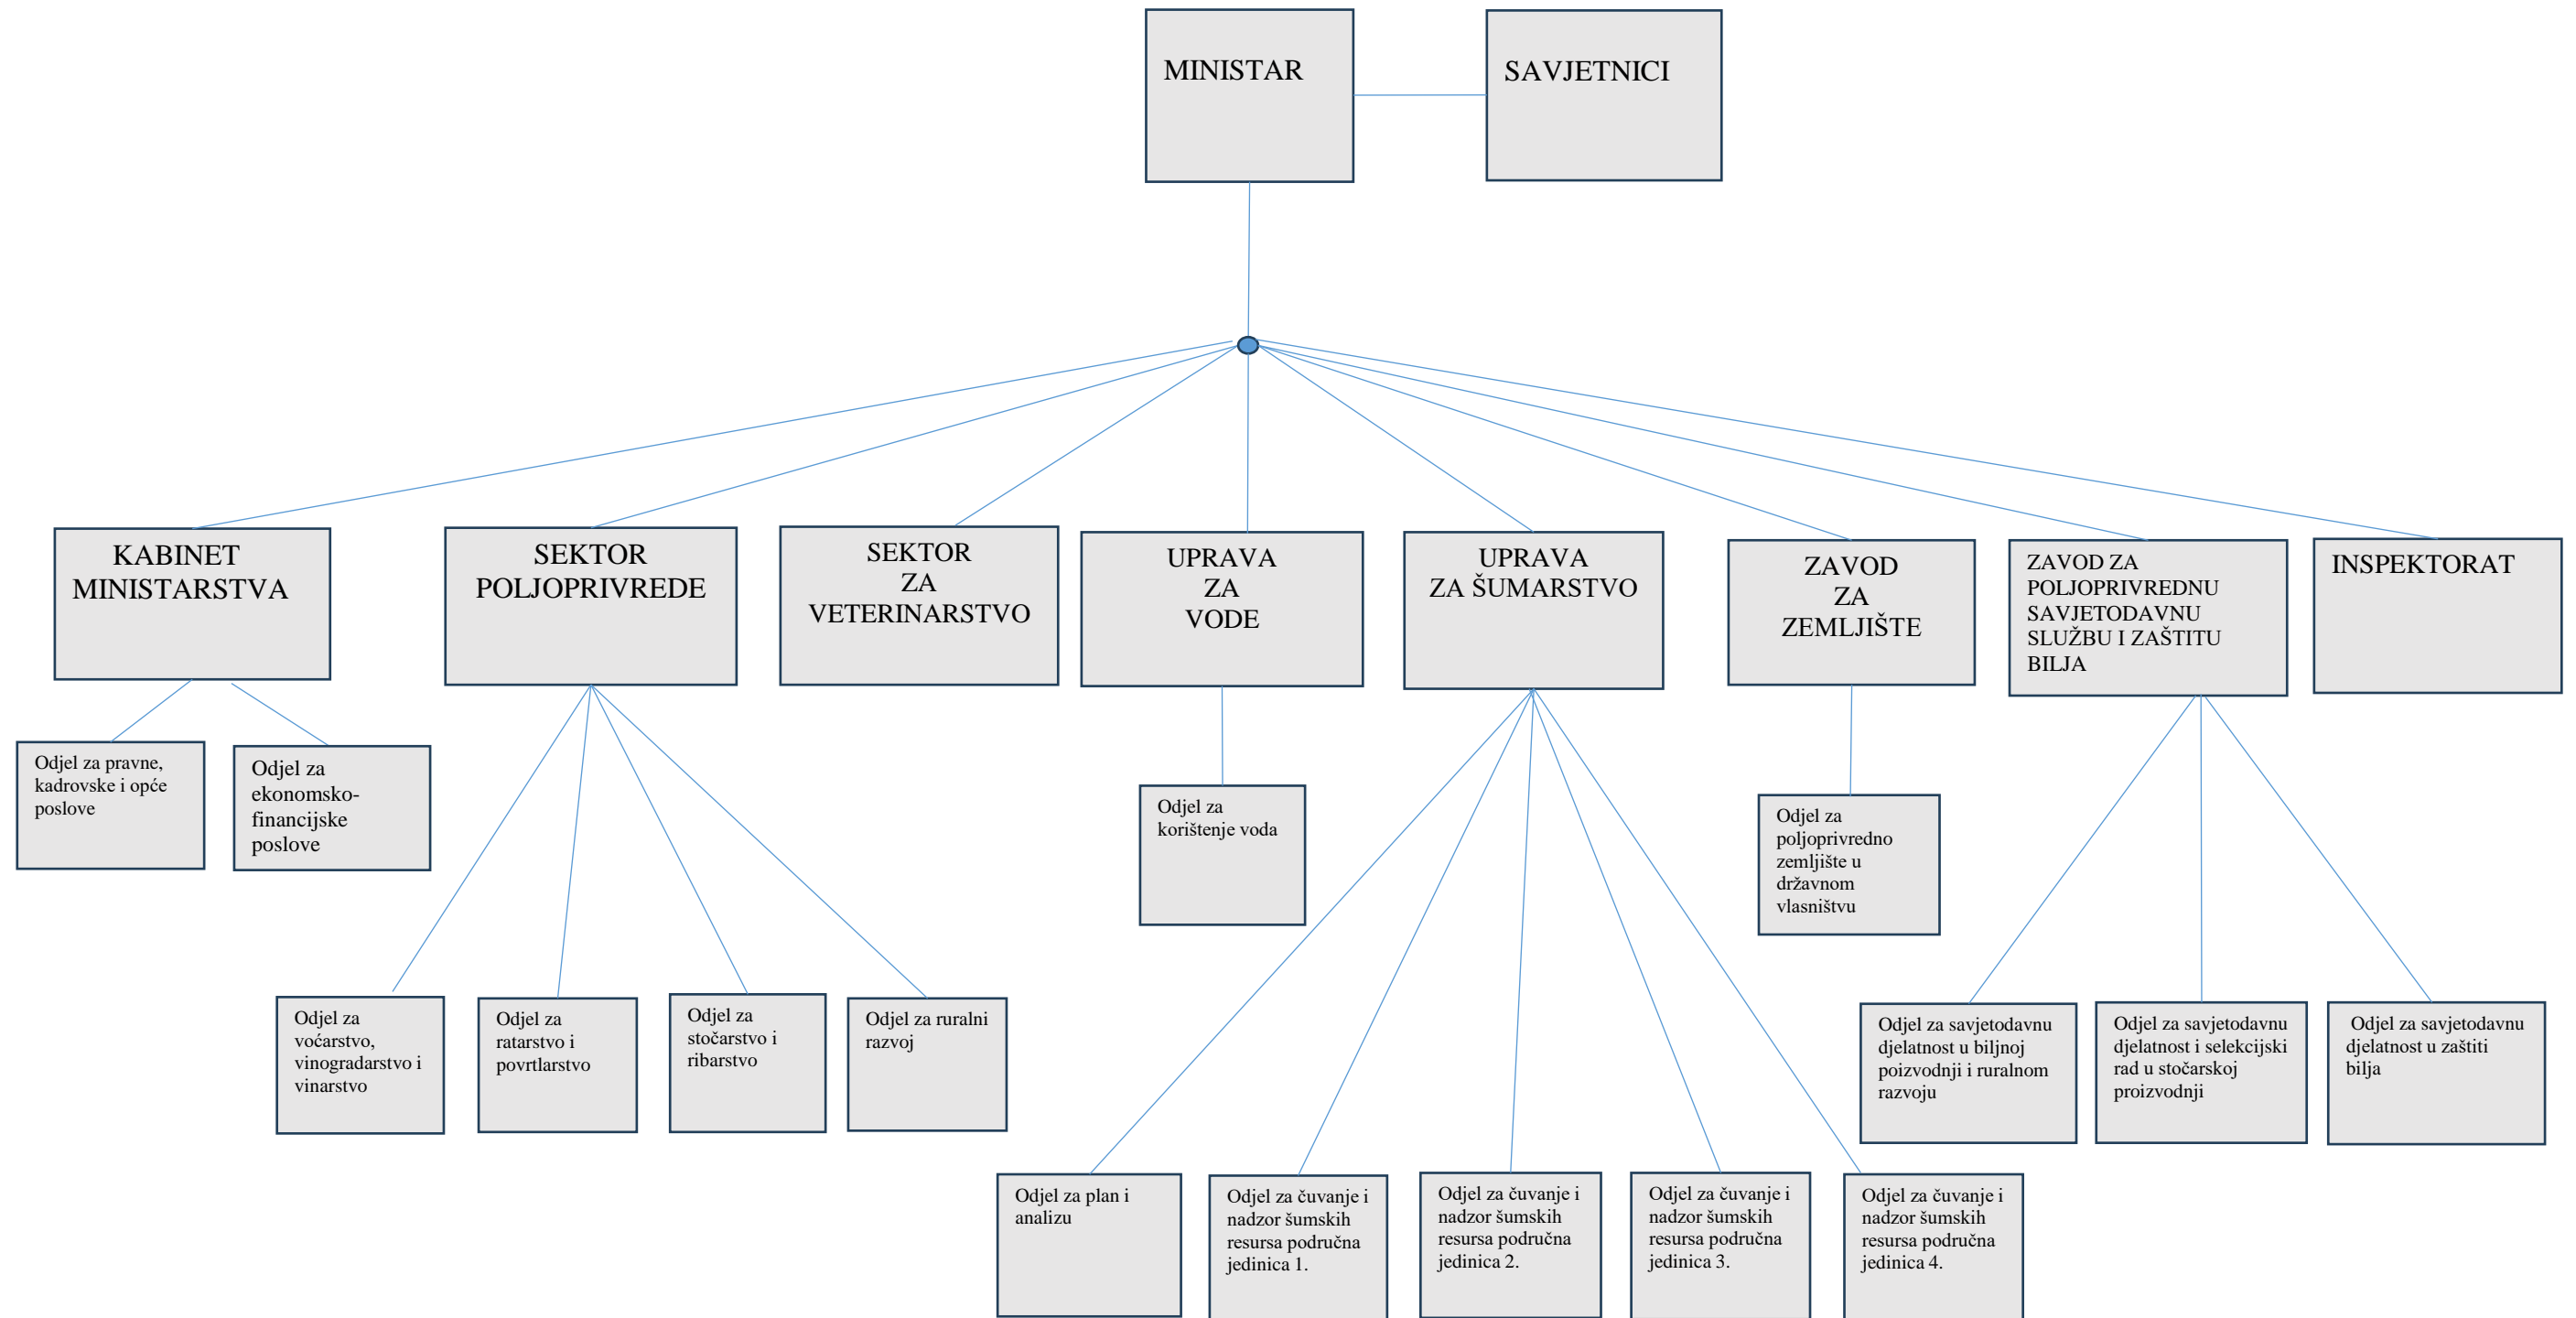 MINISTAR
SAVJETNICI
KABINET
MINISTARSTVA
SEKTOR
POLJOPRIVREDE
SEKTOR
ZA
VETERINARSTVO
UPRAVA
ZA
VODE
UPRAVA
ZA ŠUMARSTVO
ZAVOD
ZA
ZEMLJIŠTE
ZAVOD ZA
POLJOPRIVREDNU
SAVJETODAVNU
SLUŽBU I ZAŠTITU
BILJA
INSPEKTORAT
Odjel za pravne,
kadrovske i opće
poslove
Odjel za
ekonomsko-
financijske
poslove
Odjel za
korištenje voda
Odjel za
poljoprivredno
zemljište u
državnom
vlasništvu
Odjel za
voćarstvo,
vinogradarstvo i
vinarstvo
Odjel za
ratarstvo i
povrtlarstvo
Odjel za
stočarstvo i
ribarstvo
Odjel za ruralni
razvoj
Odjel za savjetodavnu
djelatnost u biljnoj
poizvodnji i ruralnom
razvoju
Odjel za savjetodavnu
djelatnost i selekcijski
rad u stočarskoj
proizvodnji
Odjel za savjetodavnu
djelatnost u zaštiti
bilja
Odjel za plan i
analizu
Odjel za čuvanje i
nadzor šumskih
resursa područna
jedinica 1.
Odjel za čuvanje i
nadzor šumskih
resursa područna
jedinica 2.
Odjel za čuvanje i
nadzor šumskih
resursa područna
jedinica 3.
Odjel za čuvanje i
nadzor šumskih
resursa područna
jedinica 4.